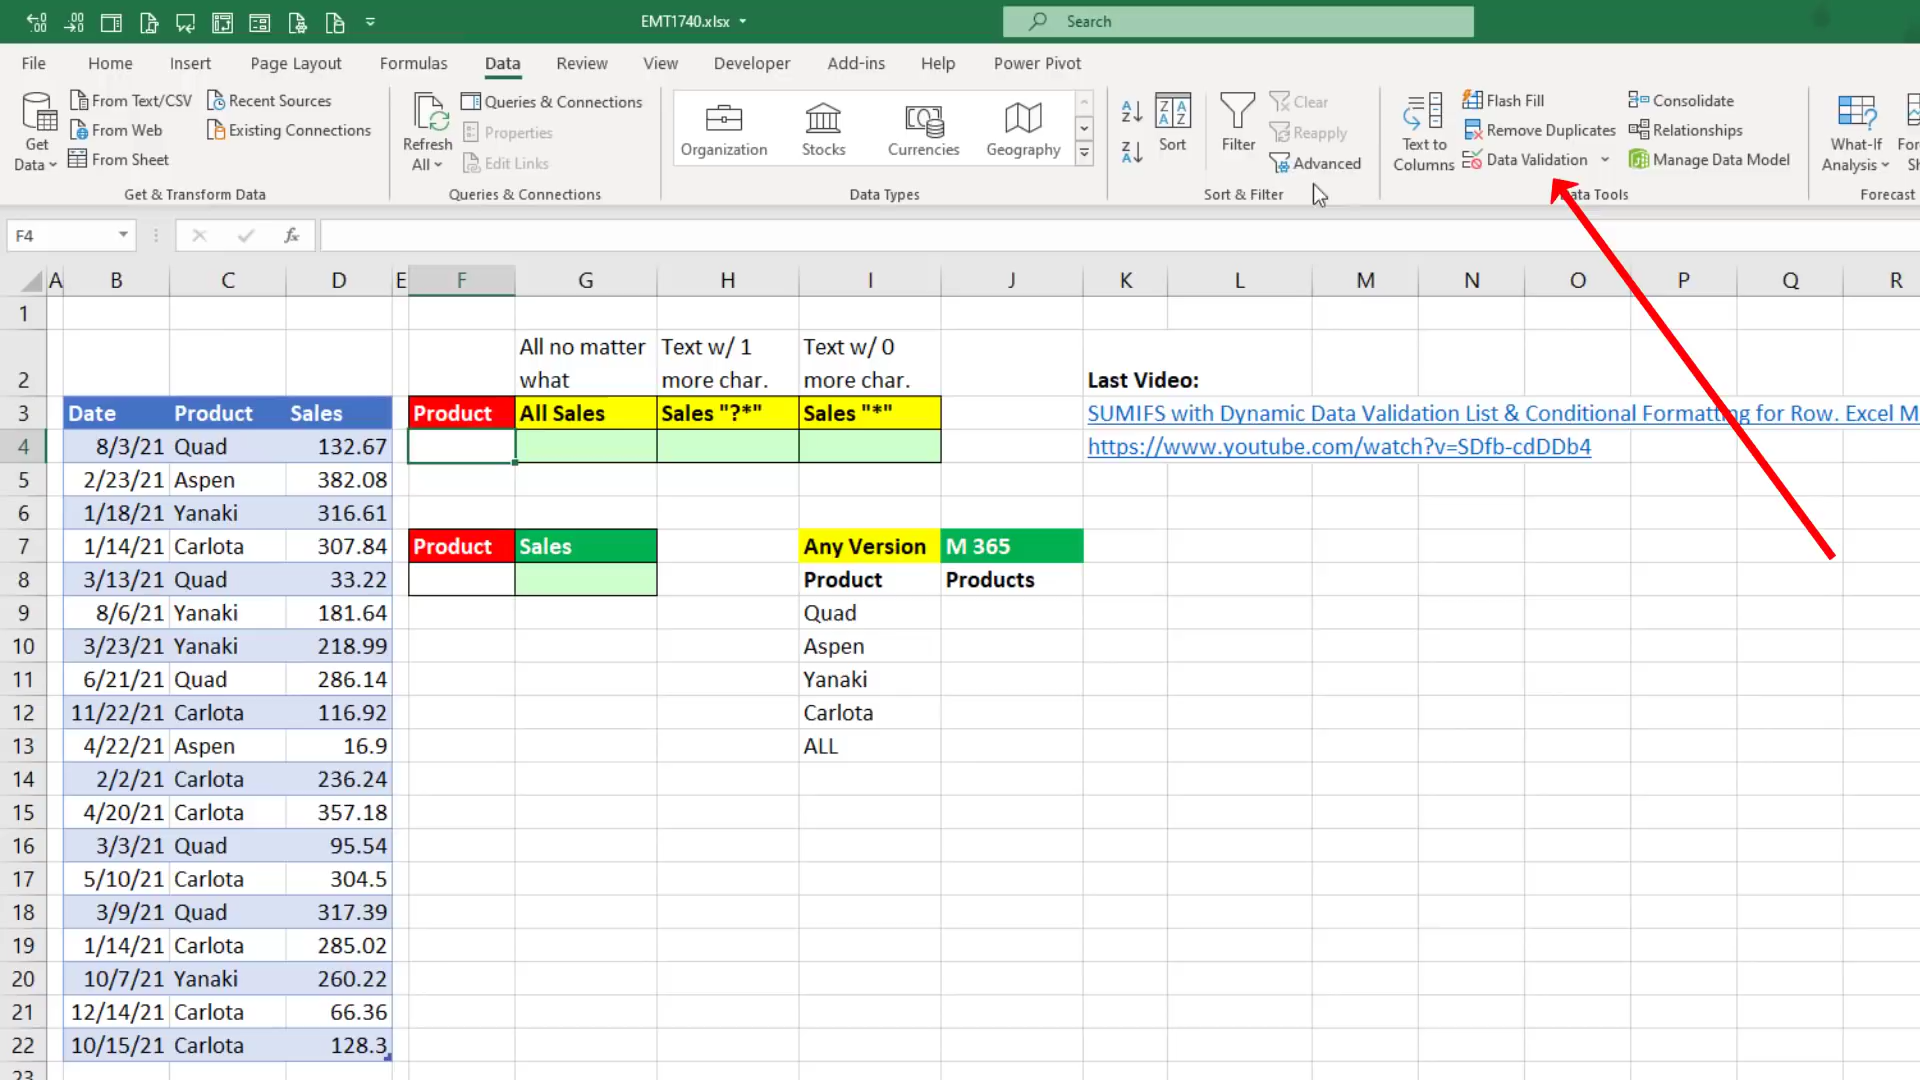 EMT1740.xlsx
Search
File Home Insert Page Layout Formulas Data Review View Developer Add-ins Help Power Pivot
Get Data
From Text/CSV
From Web
From Sheet
Recent Sources
Existing Connections
Get & Transform Data
Refresh All
Queries & Connections
Properties
Edit Links
Queries & Connections
Organization Stocks Currencies Geography
Data Types
Sort
Filter
Clear
Reapply
Advanced
Sort & Filter
Text to Columns
Flash Fill
Remove Duplicates
Data Validation
Consolidate
Relationships
Manage Data Model
Tools
What-If Analysis
Forecast
F4
fx
A B C D E F G H I J K L M N O P Q R
1
All no matter what Text w/ 1 more char. Text w/ 0 more char.
2 Last Video:
3 Date Product Sales Product All Sales Sales "?*" Sales "*" SUMIFS with Dynamic Data Validation List & Conditional Formatting for Row. Excel M
4 8/3/21 Quad 132.67 https://www.youtube.com/watch?v=SDfb-cdDDb4
5 2/23/21 Aspen 382.08
6 1/18/21 Yanaki 316.61
7 1/14/21 Carlota 307.84 Product Sales Any Version M 365
8 3/13/21 Quad 33.22 Product Products
9 8/6/21 Yanaki 181.64 Quad
10 3/23/21 Yanaki 218.99 Aspen
11 6/21/21 Quad 286.14 Yanaki
12 11/22/21 Carlota 116.92 Carlota
13 4/22/21 Aspen 16.9 ALL
14 2/2/21 Carlota 236.24
15 4/20/21 Carlota 357.18
16 3/3/21 Quad 95.54
17 5/10/21 Carlota 304.5
18 3/9/21 Quad 317.39
19 1/14/21 Carlota 285.02
20 10/7/21 Yanaki 260.22
21 12/14/21 Carlota 66.36
22 10/15/21 Carlota 128.3
23